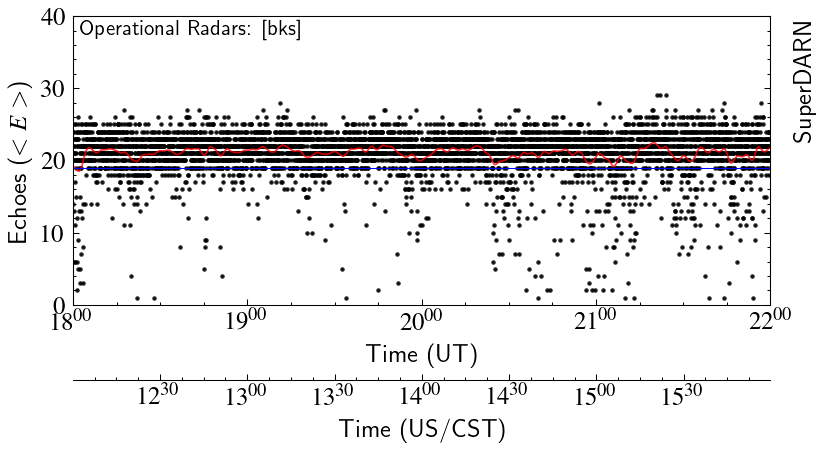 Operational Radars: [bks]
SuperDARN
Echoes (< E >)
40
30
20
10
0
18⁰⁰ 19⁰⁰ 20⁰⁰ 21⁰⁰ 22⁰⁰
Time (UT)
12³⁰ 13⁰⁰ 13³⁰ 14⁰⁰ 14³⁰ 15⁰⁰ 15³⁰
Time (US/CST)